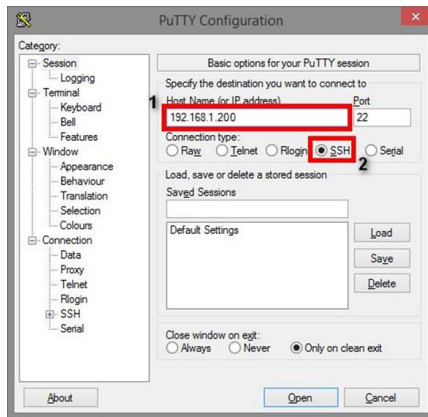 PuTTY Configuration
Category:
Session
Logging
Terminal
Keyboard
Bell
Features
Window
Appearance
Behaviour
Translation
Selection
Colours
Connection
Data
Proxy
Telnet
Rlogin
SSH
Serial
Basic options for your PuTTY session
Specify the destination you want to connect to
1
Host Name (or IP address) Port
192.168.1.200 22
Connection type:
Raw Telnet Rlogin SSH Serial
2
Load, save or delete a stored session
Saved Sessions
Default Settings
Load
Save
Delete
Close window on exit:
Always Never Only on clean exit
About Open Cancel